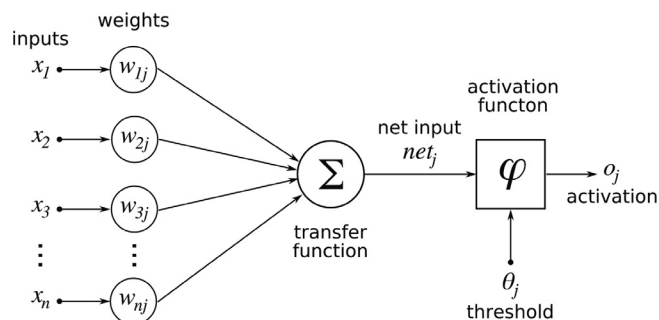 weights
inputs
x1
w1j
x2
w2j
x3
w3j
⋮
⋮
xn
wnj
Σ
transfer
function
net input
netj
activation
functon
φ
oj
activation
θj
threshold